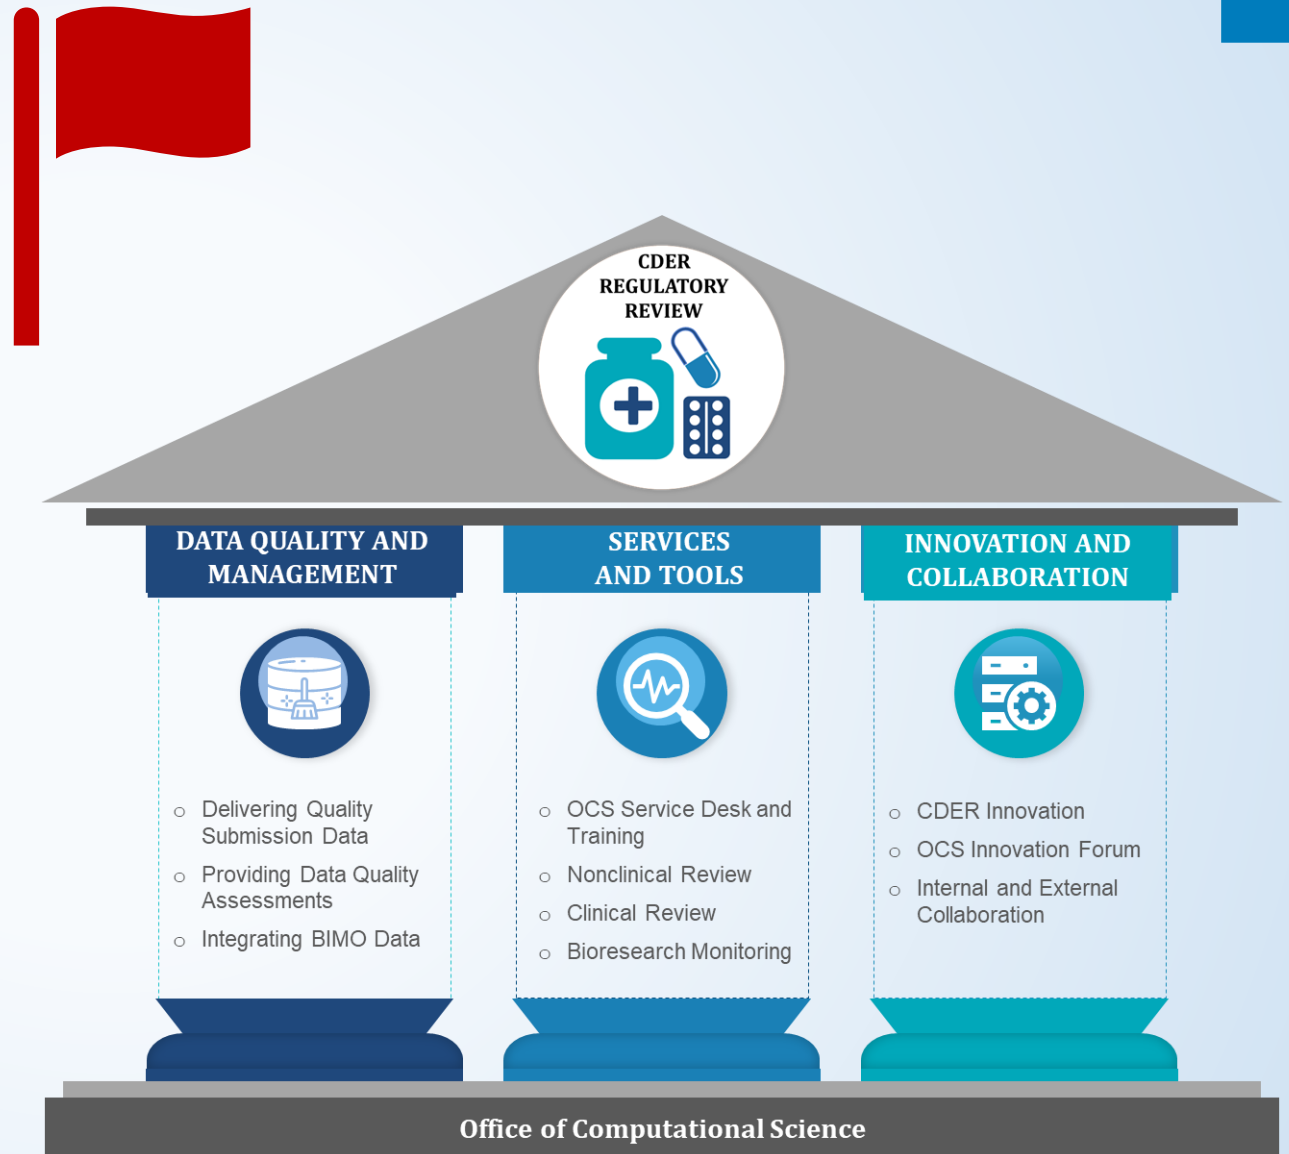 CDER
REGULATORY
REVIEW
DATA QUALITY AND
MANAGEMENT
o Delivering Quality
Submission Data
o Providing Data Quality
Assessments
o Integrating BIMO Data
SERVICES
AND TOOLS
o OCS Service Desk and
Training
o Nonclinical Review
o Clinical Review
o Bioresearch Monitoring
INNOVATION AND
COLLABORATION
o CDER Innovation
o OCS Innovation Forum
o Internal and External
Collaboration
Office of Computational Science